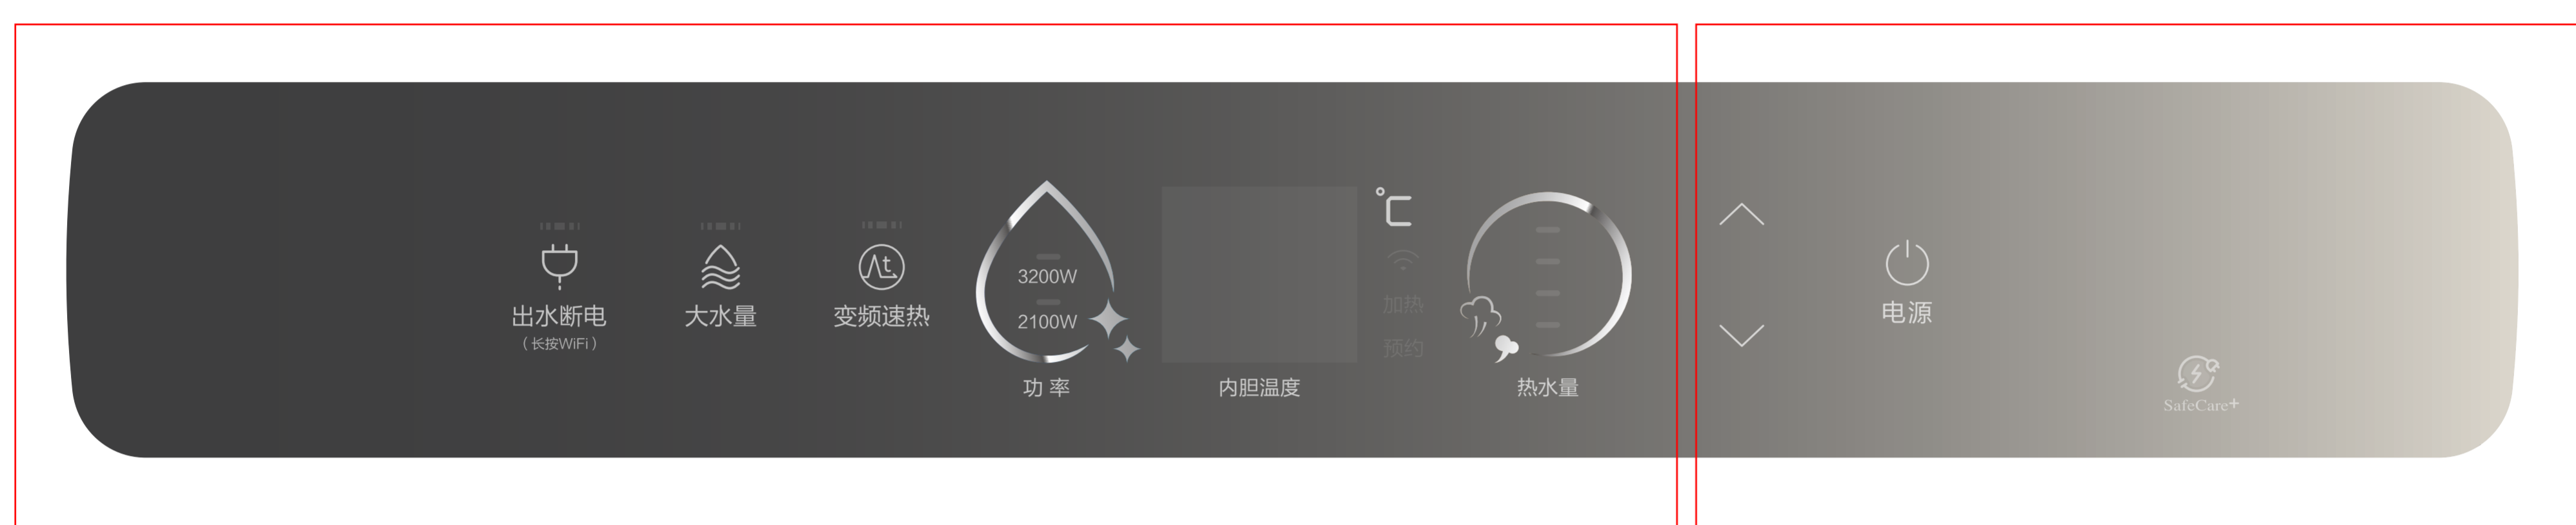 出水断电
（长按WiFi）
大水量
变频速热
3200W
2100W
功 率
内胆温度
℃
加热
预约
热水量
电源
SafeCare+